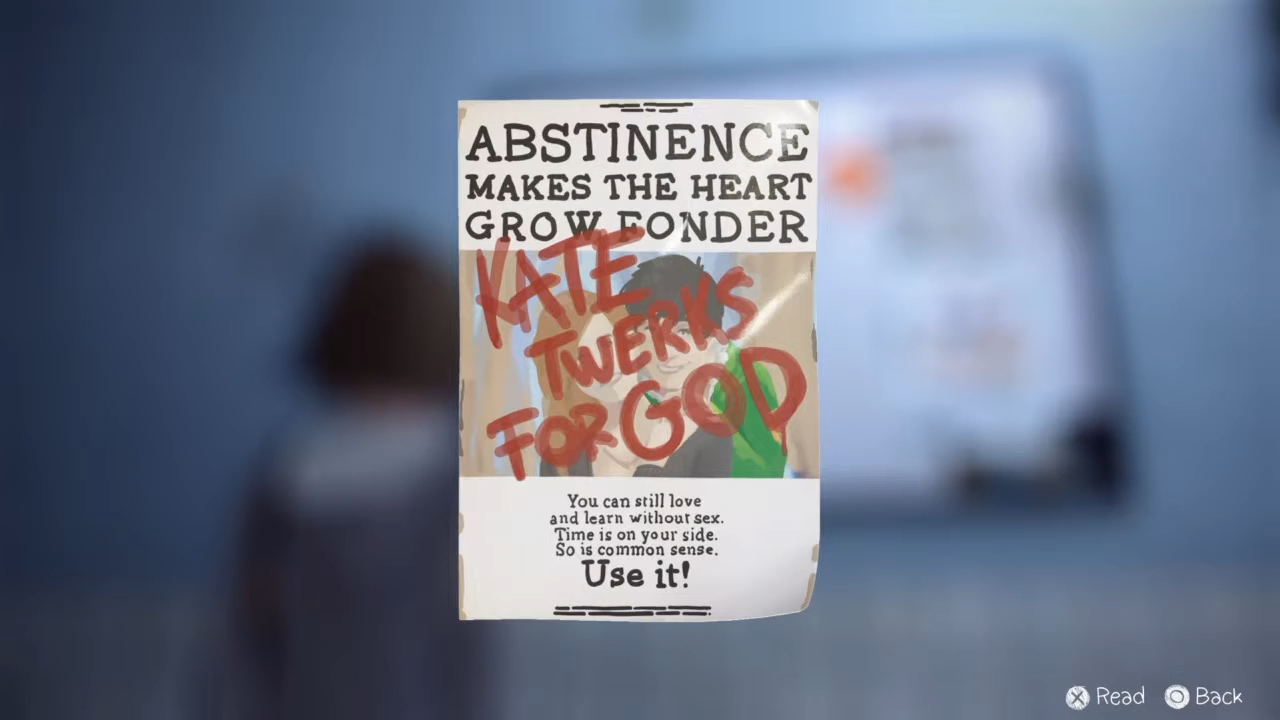 ABSTINENCE
MAKES THE HEART
GROW FONDER
KATE
TWERKS
FOR GOD
You can still love
and learn without sex.
Time is on your side.
So is common sense.
Use it!
Read Back